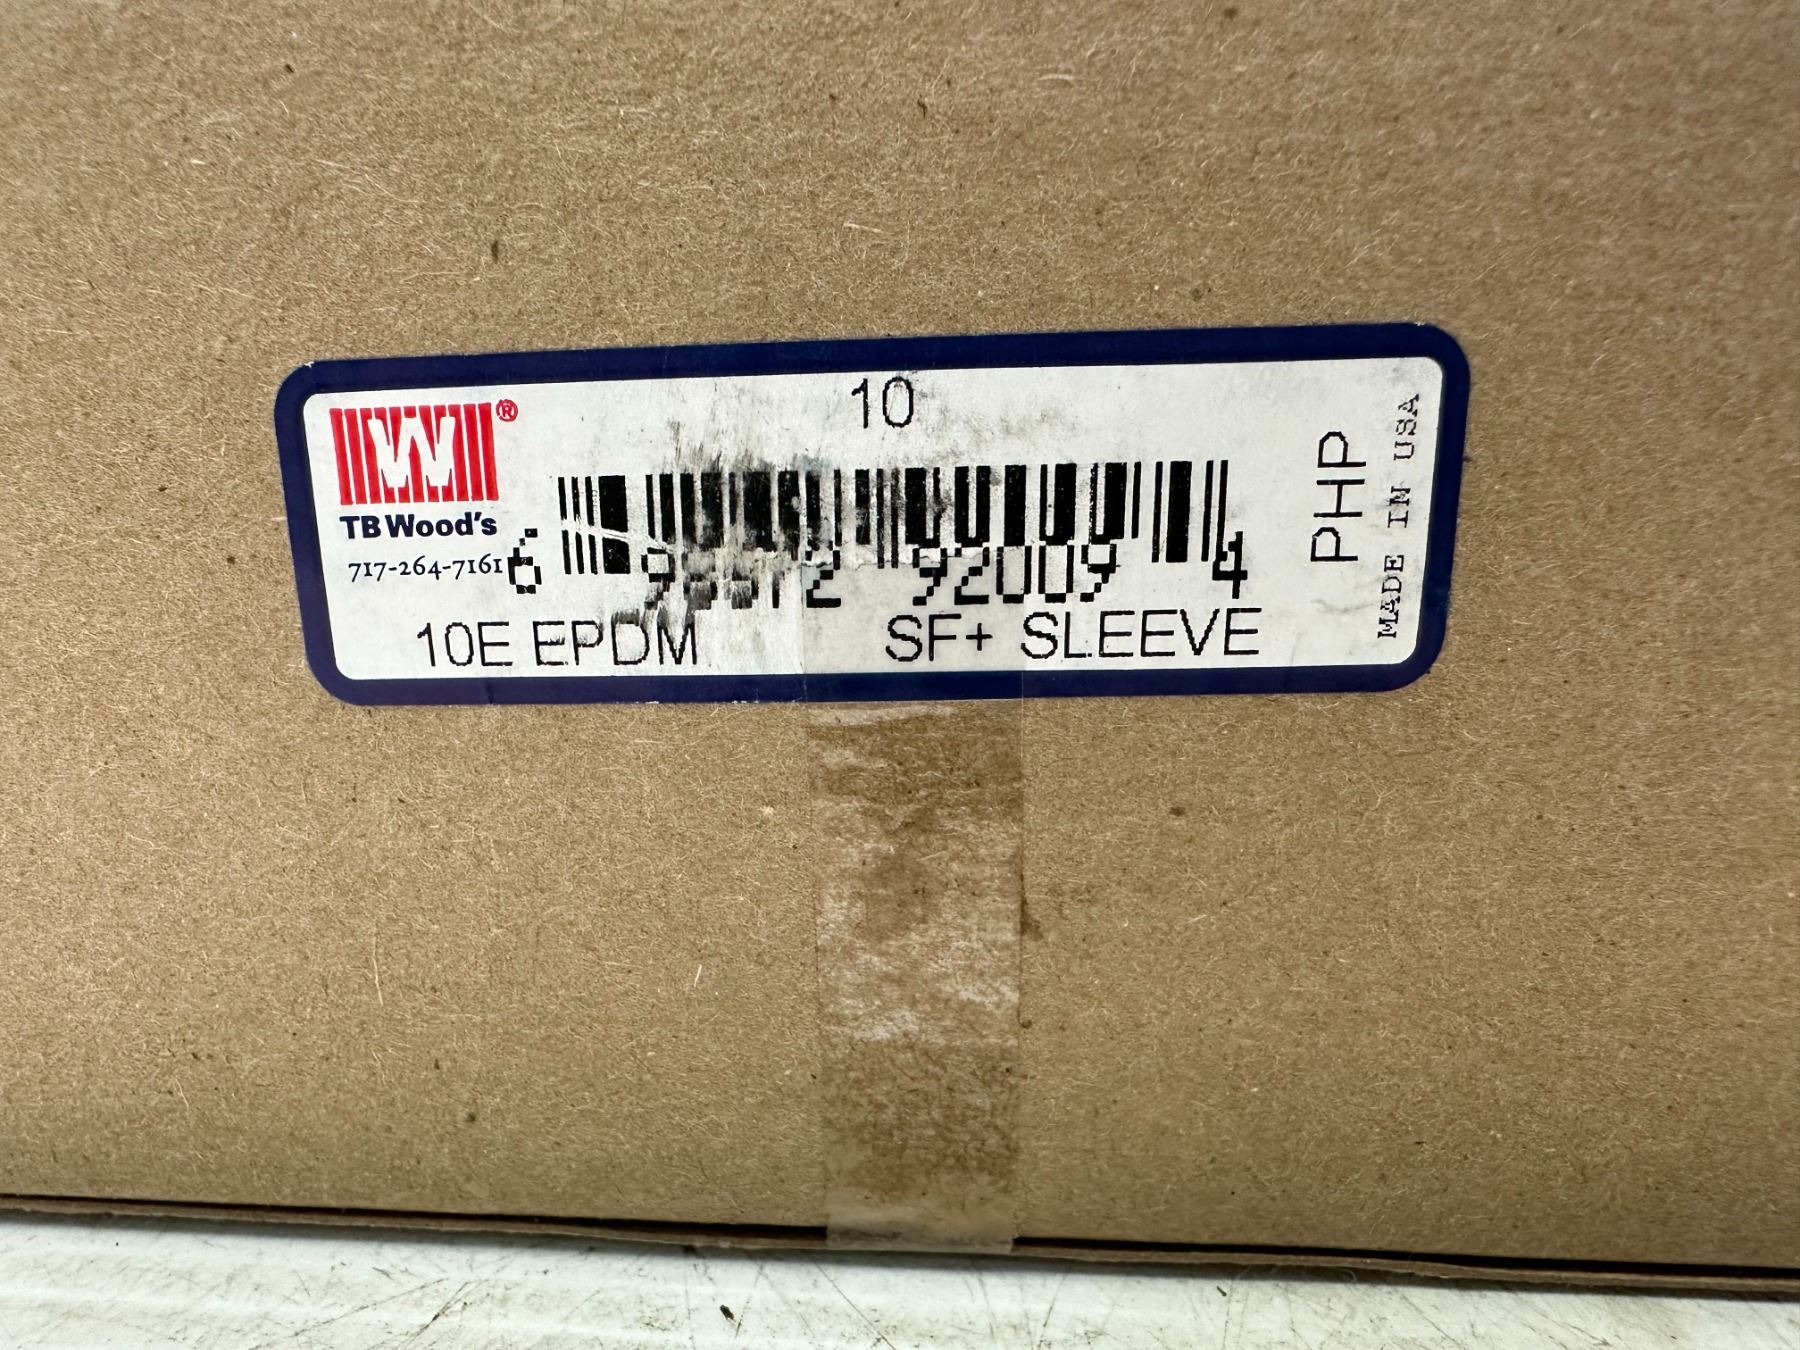 10
®
TB Wood's
717-264-7161
6 92009 4
10E EPDM SF+ SLEEVE
PHP
MADE IN USA